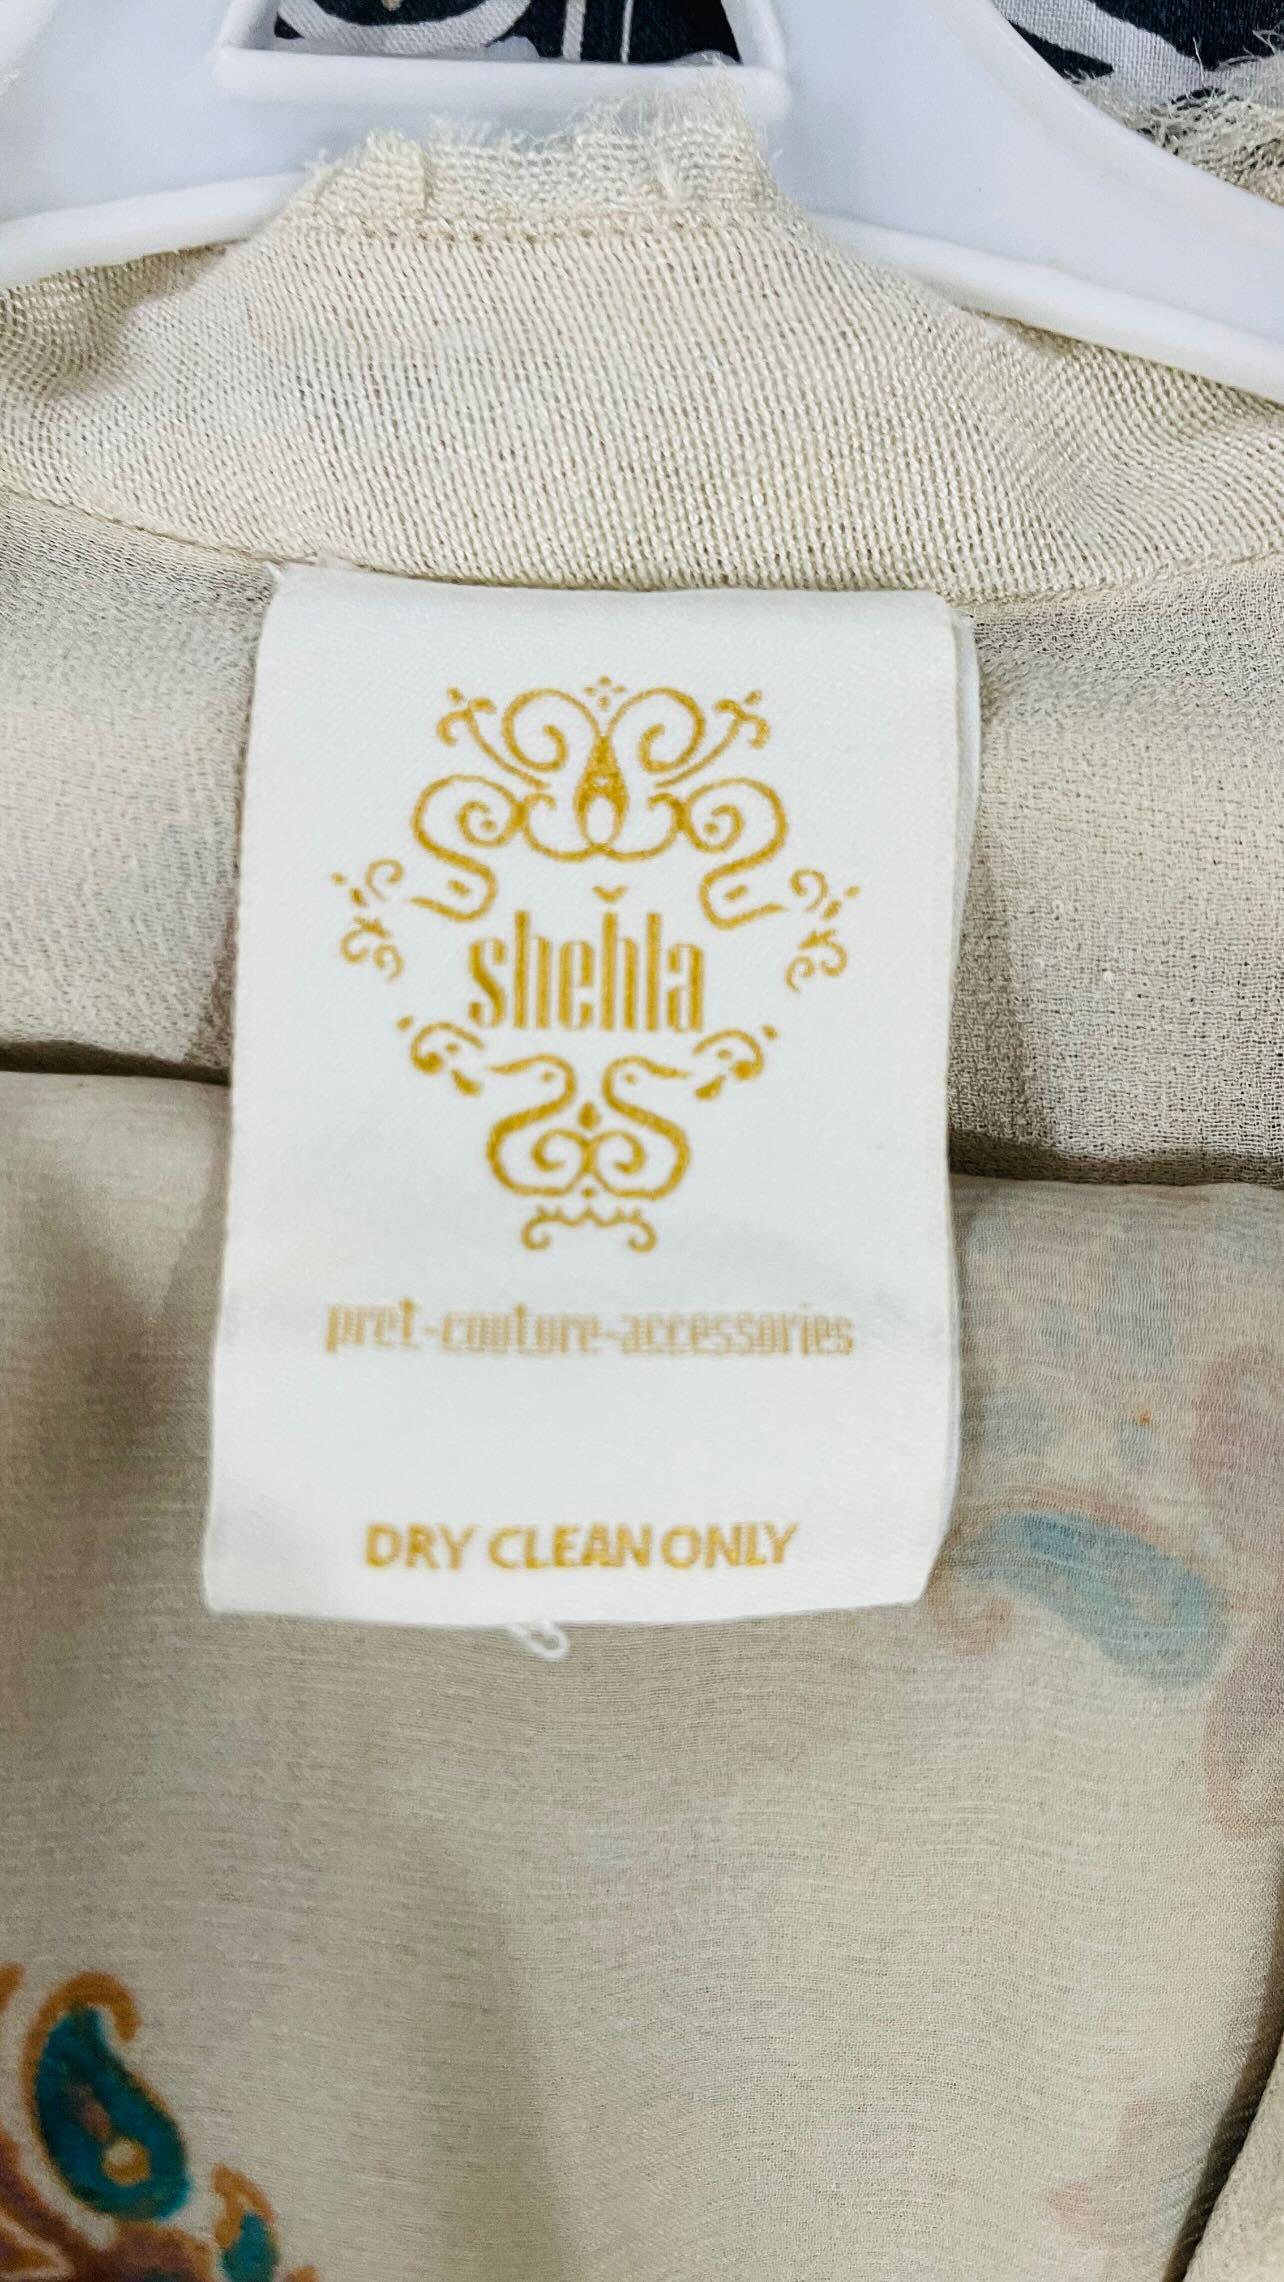 shehla
pret-couture-accessories
DRY CLEAN ONLY